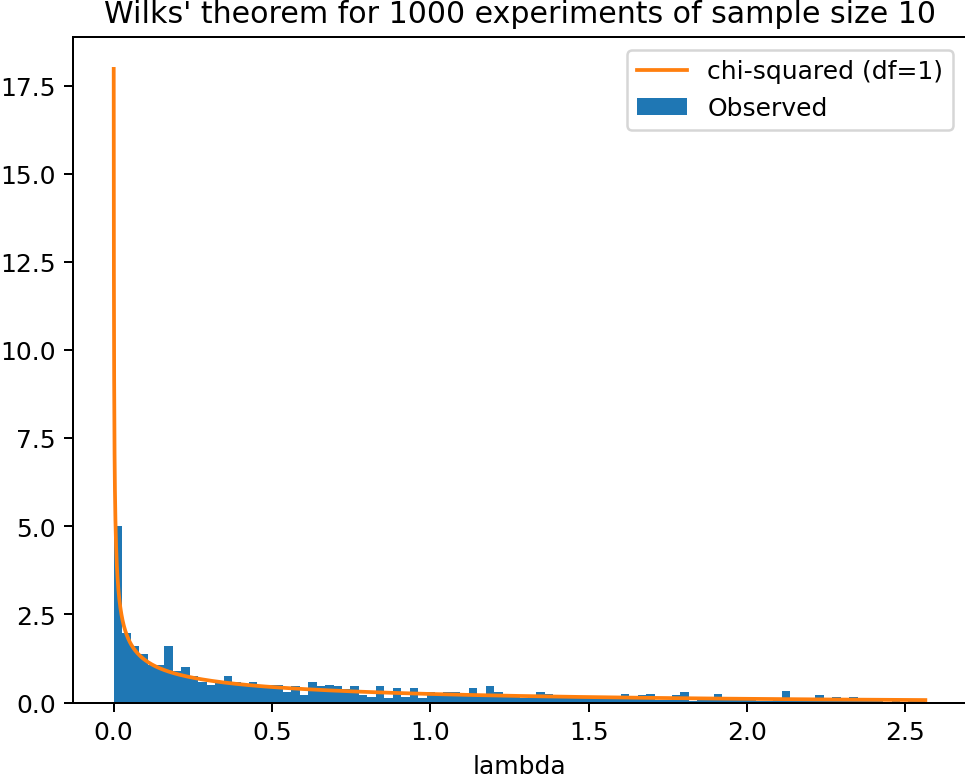 Wilks' theorem for 1000 experiments of sample size 10
chi-squared (df=1)
Observed
17.5
15.0
12.5
10.0
7.5
5.0
2.5
0.0
0.0 0.5 1.0 1.5 2.0 2.5
lambda